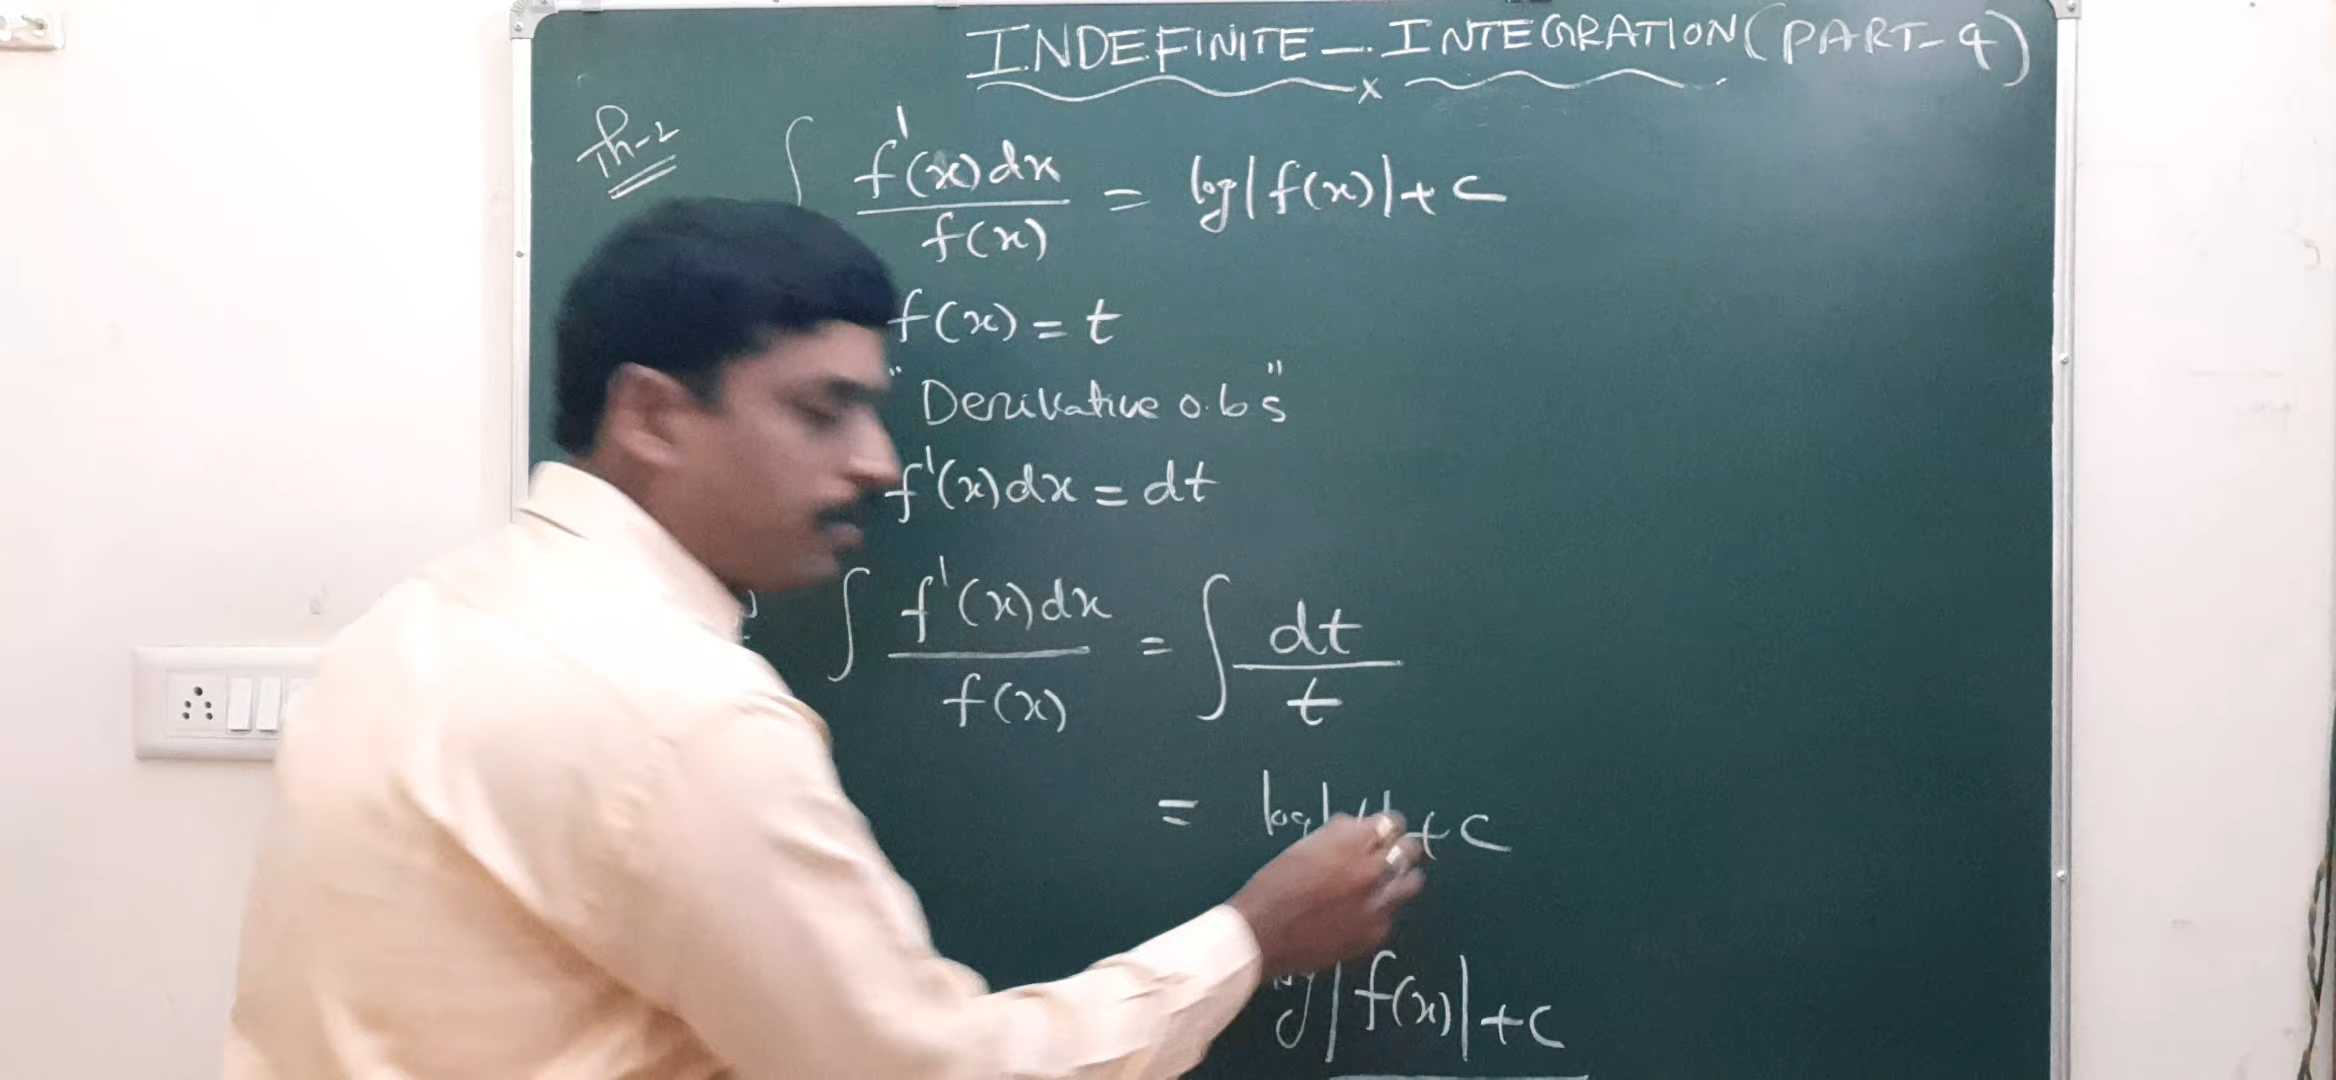 INDEFINITE - INTEGRATION (PART-4)
Th-2 ∫ f'(x)dx / f(x) = log|f(x)| + c
f(x) = t
"Derivative o.b s"
f'(x)dx = dt
∫ f'(x)dx / f(x) = ∫ dt / t
= log|t| + c
|f(x)| + c